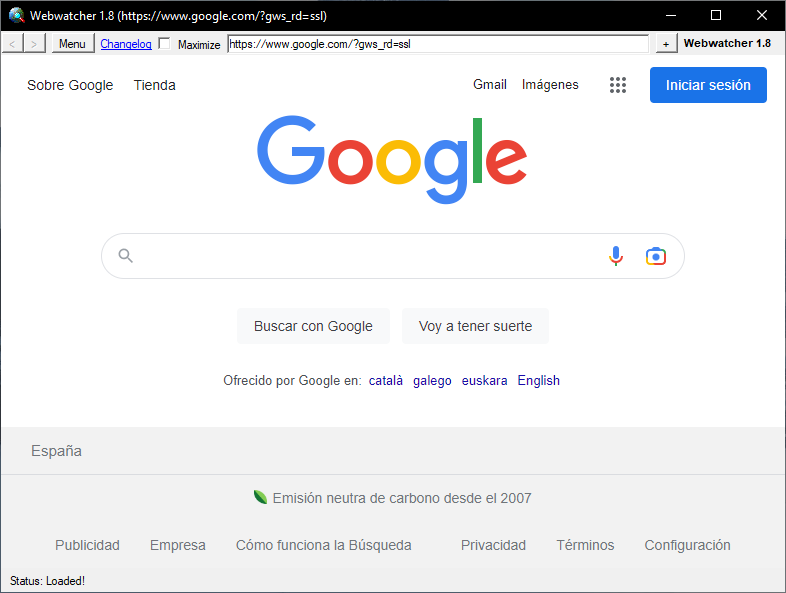 Webwatcher 1.8 (https://www.google.com/?gws_rd=ssl)
< > Menu Changelog Maximize https://www.google.com/?gws_rd=ssl + Webwatcher 1.8
Sobre Google Tienda Gmail Imágenes Iniciar sesión
Google
Buscar con Google Voy a tener suerte
Ofrecido por Google en: català galego euskara English
España
Emisión neutra de carbono desde el 2007
Publicidad Empresa Cómo funciona la Búsqueda Privacidad Términos Configuración
Status: Loaded!